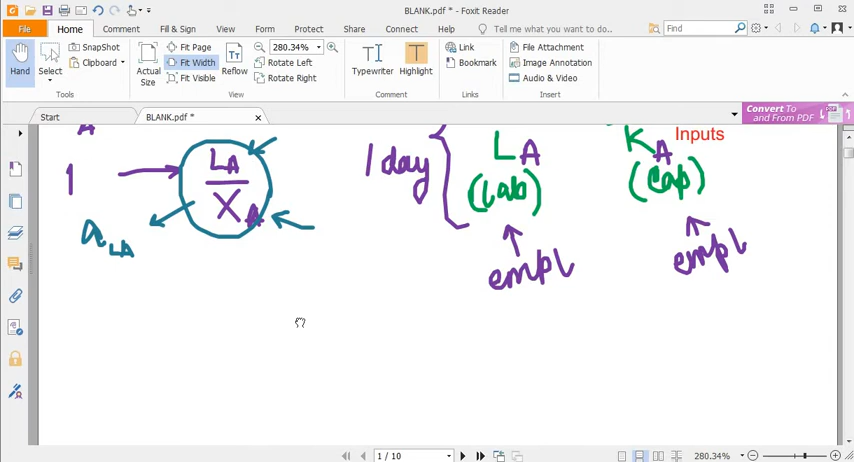 BLANK.pdf * - Foxit Reader
File Home Comment Fill & Sign View Form Protect Share Connect Help Tell me what you want to do... Find
SnapShot
Clipboard
Hand Select
Actual Size
Fit Page
Fit Width
Fit Visible
Reflow
280.34%
Rotate Left
Rotate Right
Typewriter Highlight
Link
Bookmark
File Attachment
Image Annotation
Audio & Video
Tools View Comment Links Insert
Start BLANK.pdf * Convert To and From PDF
A
1
LA
XA
aLA
1 day
LA
(Lab)
empl
KA
Inputs
(Cap)
empl
1 / 10 280.34%